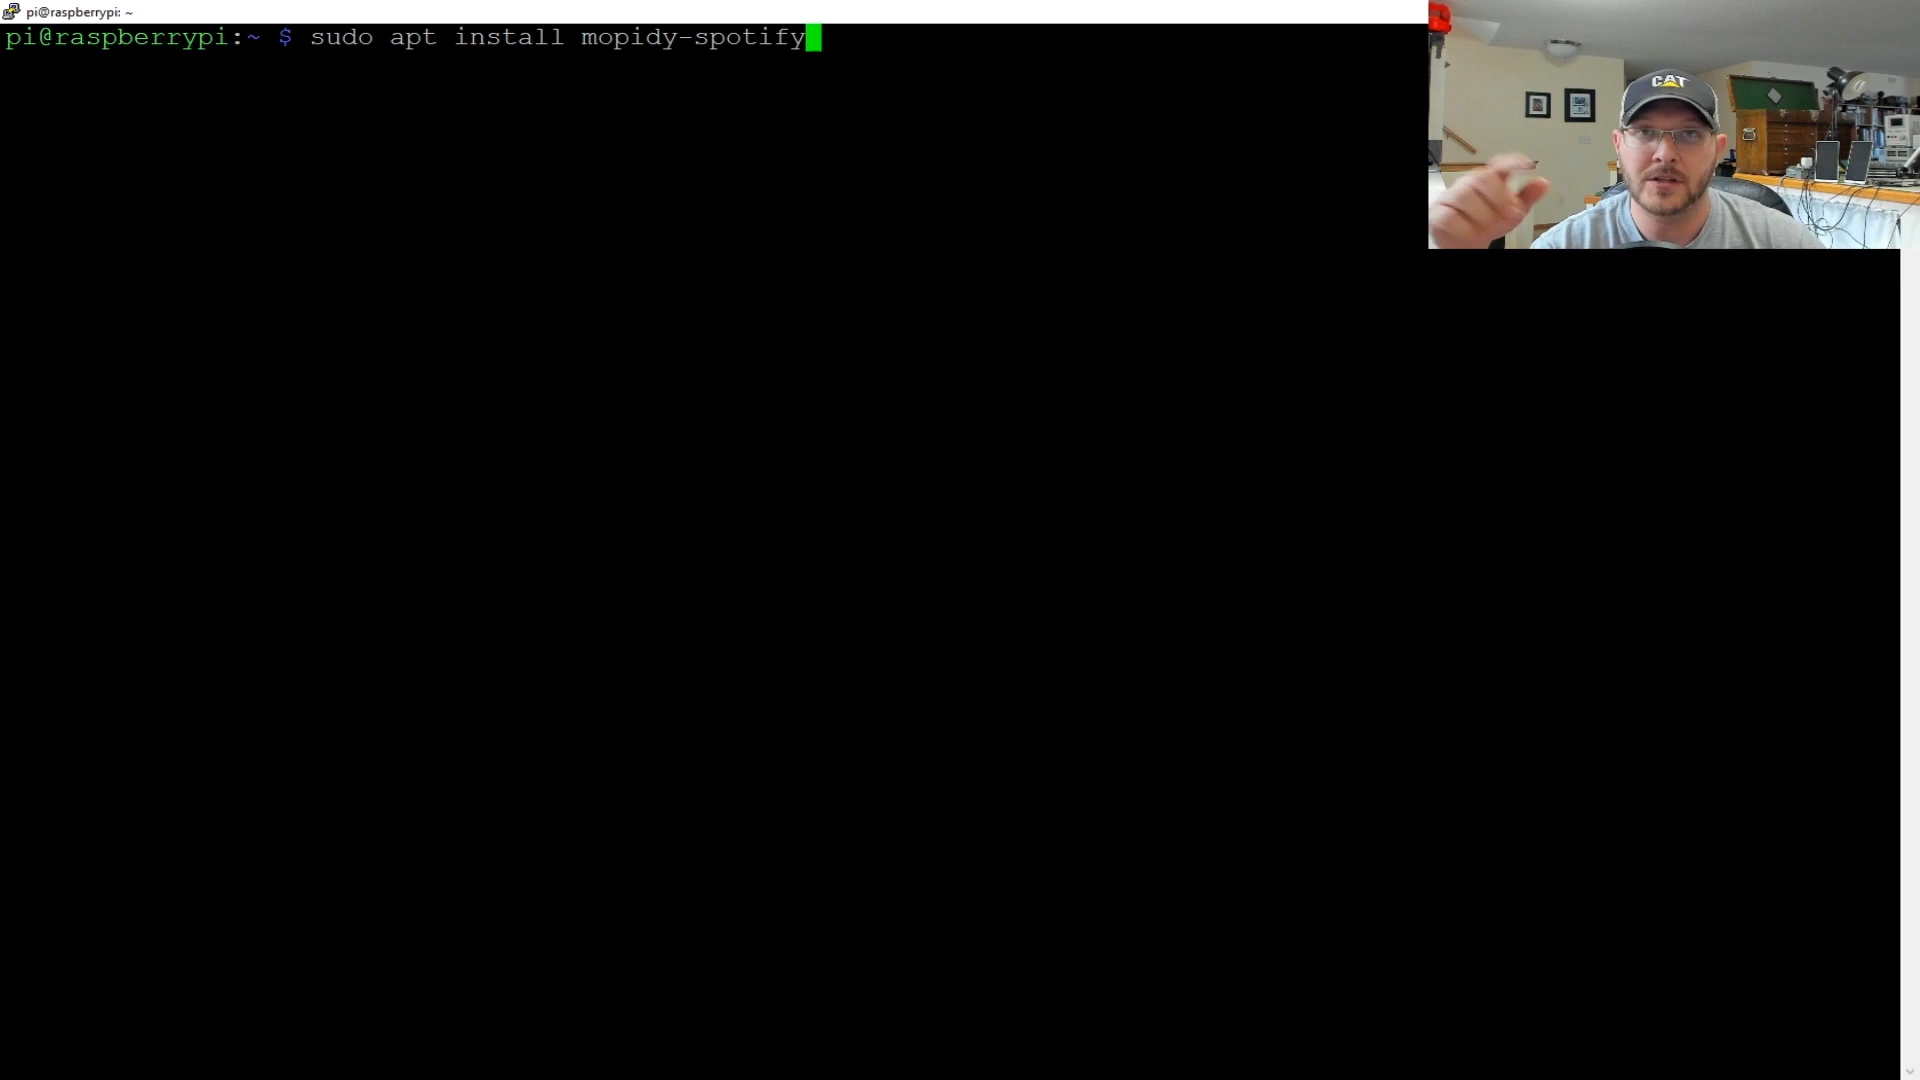 pi@raspberrypi: ~
pi@raspberrypi:~ $ sudo apt install mopidy-spotify
CAT